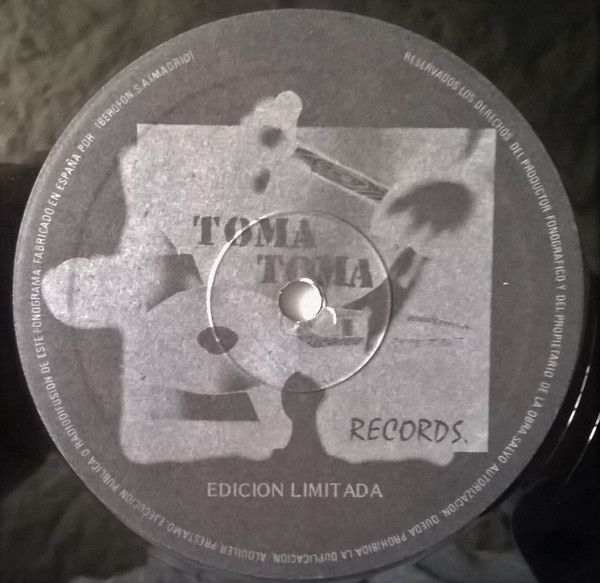 RESERVADOS LOS DERECHOS DEL PRODUCTOR FONOGRAFICO Y DEL PROPIETARIO DE LA OBRA. SALVO AUTORIZACION, QUEDA PROHIBIDA LA DUPLICACION, ALQUILER PRESTAMO EJECUCION PUBLICA O RADIODIFUSION DE ESTE FONOGRAMA. FABRICADO EN ESPAÑA POR IBEROFON S.A. (MADRID)
TOMA
TOMA
RECORDS.
EDICION LIMITADA